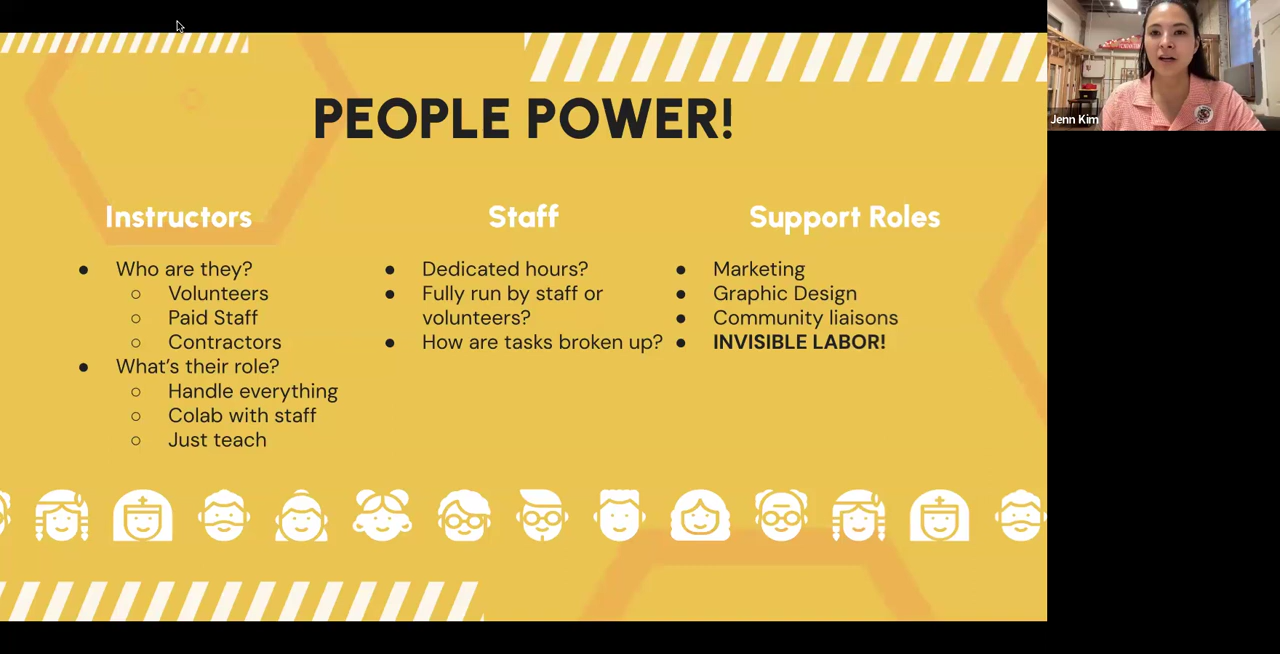 PEOPLE POWER!
Instructors
Who are they?
Volunteers
Paid Staff
Contractors
What's their role?
Handle everything
Colab with staff
Just teach
Staff
Dedicated hours?
Fully run by staff or
volunteers?
How are tasks broken up?
Support Roles
Marketing
Graphic Design
Community liaisons
INVISIBLE LABOR!
Jenn Kim